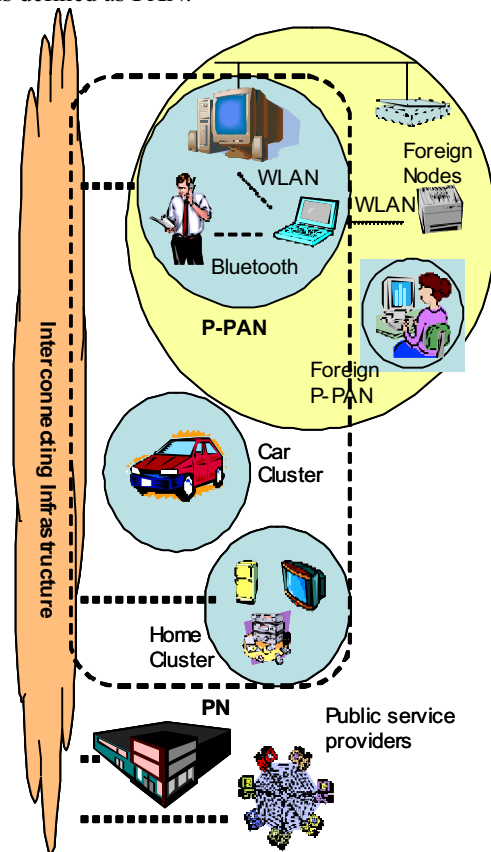 WLAN
Bluetooth
P-PAN
Foreign
Nodes
WLAN
Foreign
P-PAN
Interconnecting Infrastructure
Car
Cluster
Home
Cluster
PN
Public service
providers